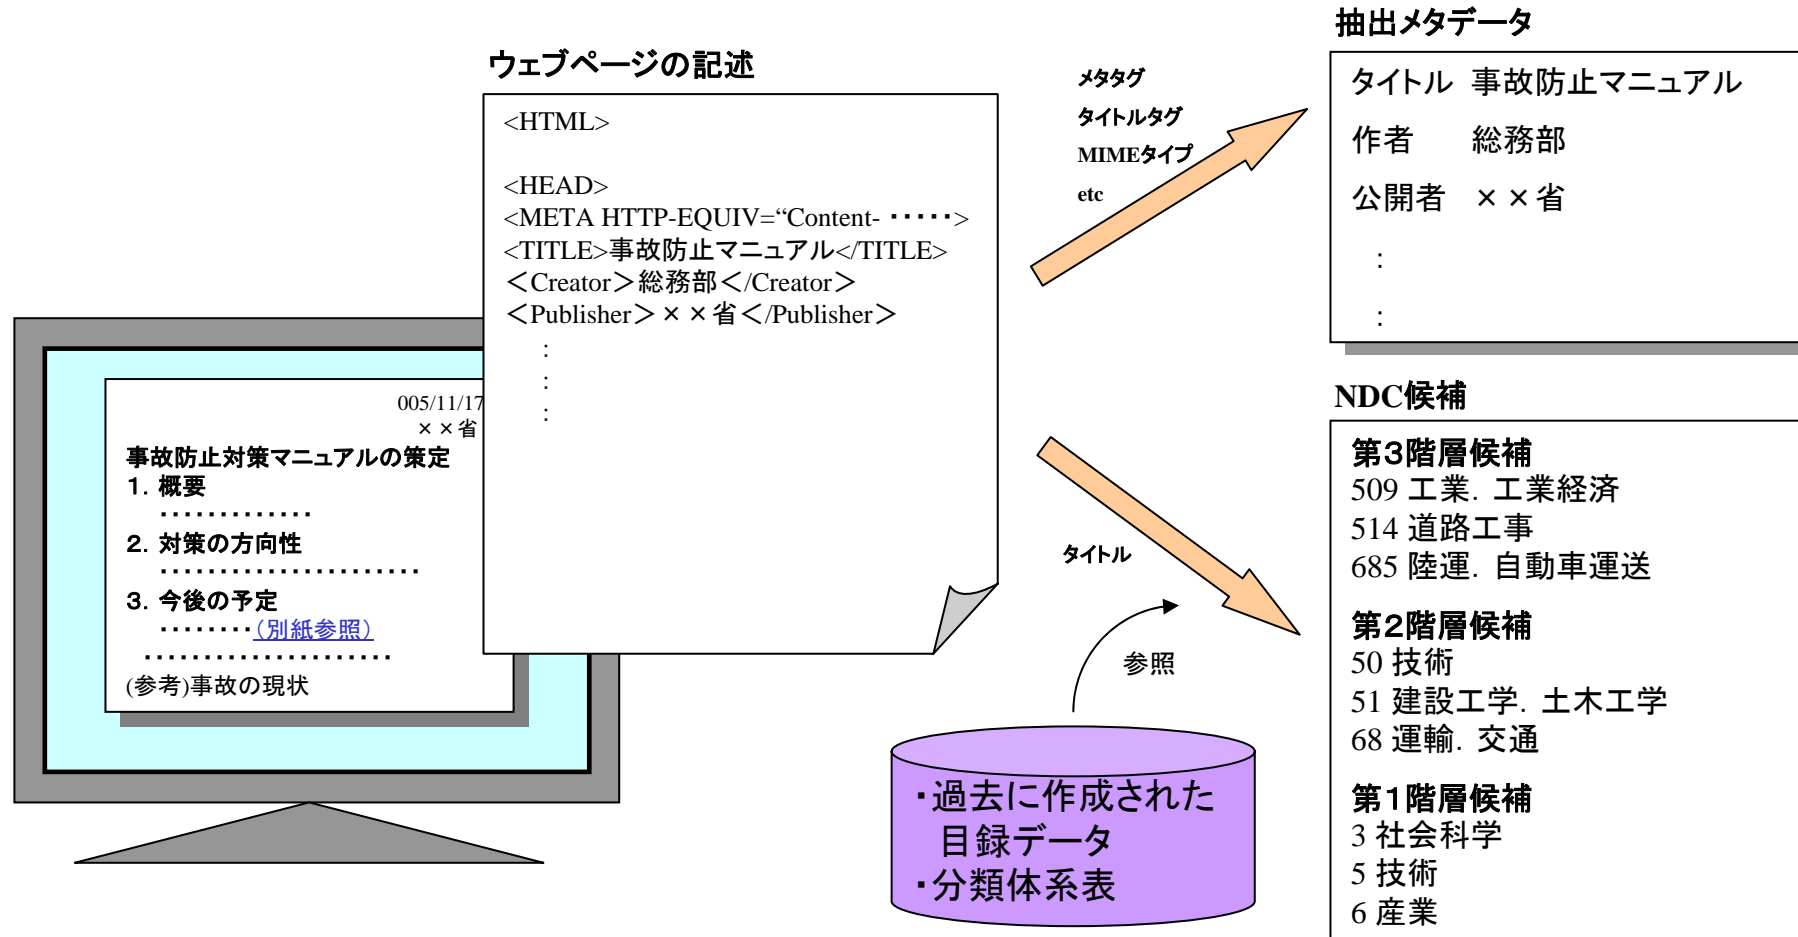 ウェブページの記述
<HTML>
<HEAD>
<META HTTP-EQUIV=“Content- ・・・・・>
<TITLE>事故防止マニュアル</TITLE>
＜Creator＞総務部＜/Creator＞
＜Publisher＞××省＜/Publisher＞
:
:
:
005/11/17
××省
事故防止対策マニュアルの策定
1．概要
・・・・・・・・・・・・・
2．対策の方向性
・・・・・・・・・・・・・・・・・・・・・・
3．今後の予定
・・・・・・・・（別紙参照）
・・・・・・・・・・・・・・・・・・・・・
(参考)事故の現状
メタタグ
タイトルタグ
MIMEタイプ
etc
タイトル
参照
・過去に作成された
目録データ
・分類体系表
抽出メタデータ
タイトル 事故防止マニュアル
作者 総務部
公開者 ××省
:
:
NDC候補
第3階層候補
509 工業．工業経済
514 道路工事
685 陸運．自動車運送
第2階層候補
50 技術
51 建設工学．土木工学
68 運輸．交通
第1階層候補
3 社会科学
5 技術
6 産業